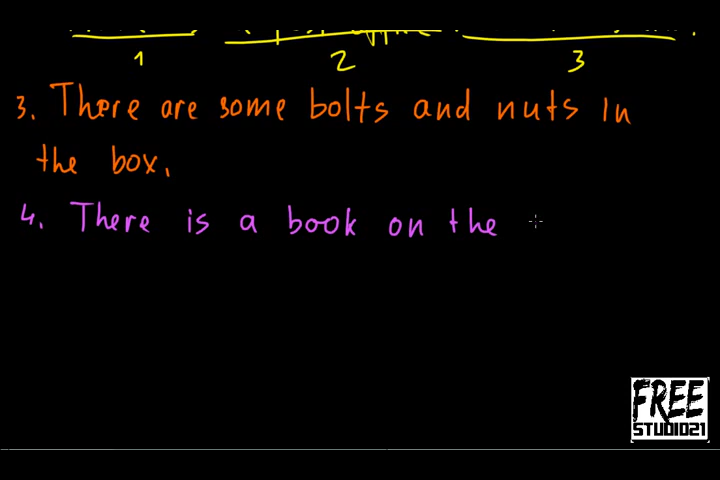 1 2 3
3. There are some bolts and nuts in
the box.
4. There is a book on the
FREE
STUDIO21